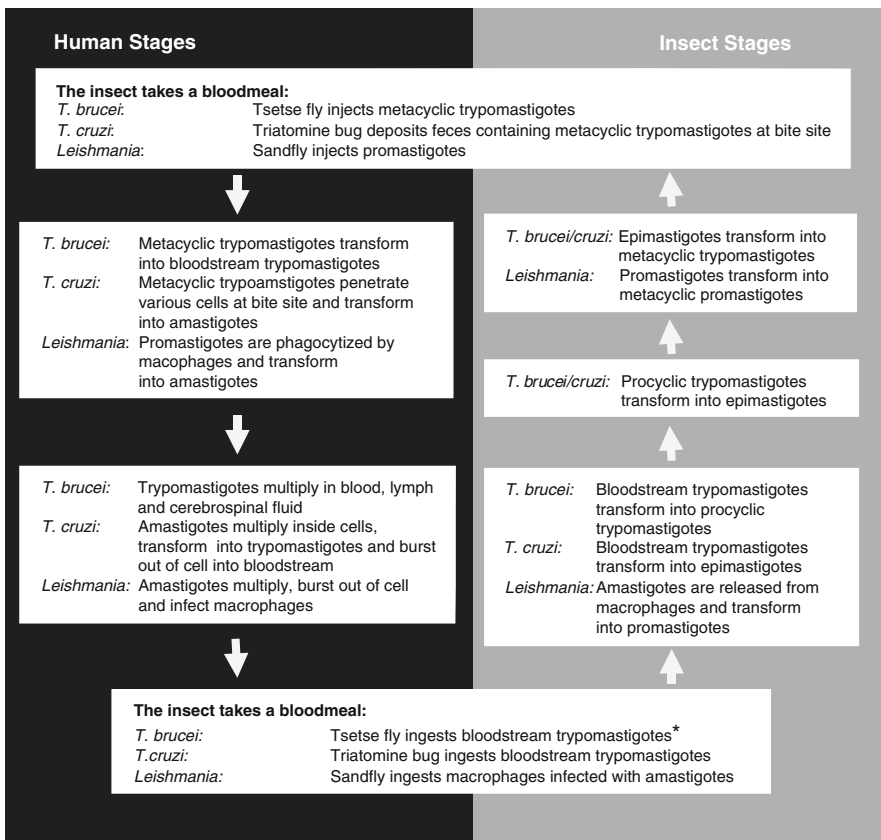 Human Stages
Insect Stages
The insect takes a bloodmeal:
T. brucei: Tsetse fly injects metacyclic trypomastigotes
T. cruzi: Triatomine bug deposits feces containing metacyclic trypomastigotes at bite site
Leishmania: Sandfly injects promastigotes
T. brucei: Metacyclic trypomastigotes transform
into bloodstream trypomastigotes
T. cruzi: Metacyclic trypoamstigotes penetrate
various cells at bite site and transform
into amastigotes
Leishmania: Promastigotes are phagocytized by
macophages and transform
into amastigotes
T. brucei: Trypomastigotes multiply in blood, lymph
and cerebrospinal fluid
T. cruzi: Amastigotes multiply inside cells,
transform into trypomastigotes and burst
out of cell into bloodstream
Leishmania: Amastigotes multiply, burst out of cell
and infect macrophages
The insect takes a bloodmeal:
T. brucei: Tsetse fly ingests bloodstream trypomastigotes*
T.cruzi: Triatomine bug ingests bloodstream trypomastigotes
Leishmania: Sandfly ingests macrophages infected with amastigotes
T. brucei: Bloodstream trypomastigotes
transform into procyclic
trypomastigotes
T. cruzi: Bloodstream trypomastigotes
transform into epimastigotes
Leishmania: Amastigotes are released from
macrophages and transform
into promastigotes
T. brucei/cruzi: Procyclic trypomastigotes
transform into epimastigotes
T. brucei/cruzi: Epimastigotes transform into
metacyclic trypomastigotes
Leishmania: Promastigotes transform into
metacyclic promastigotes